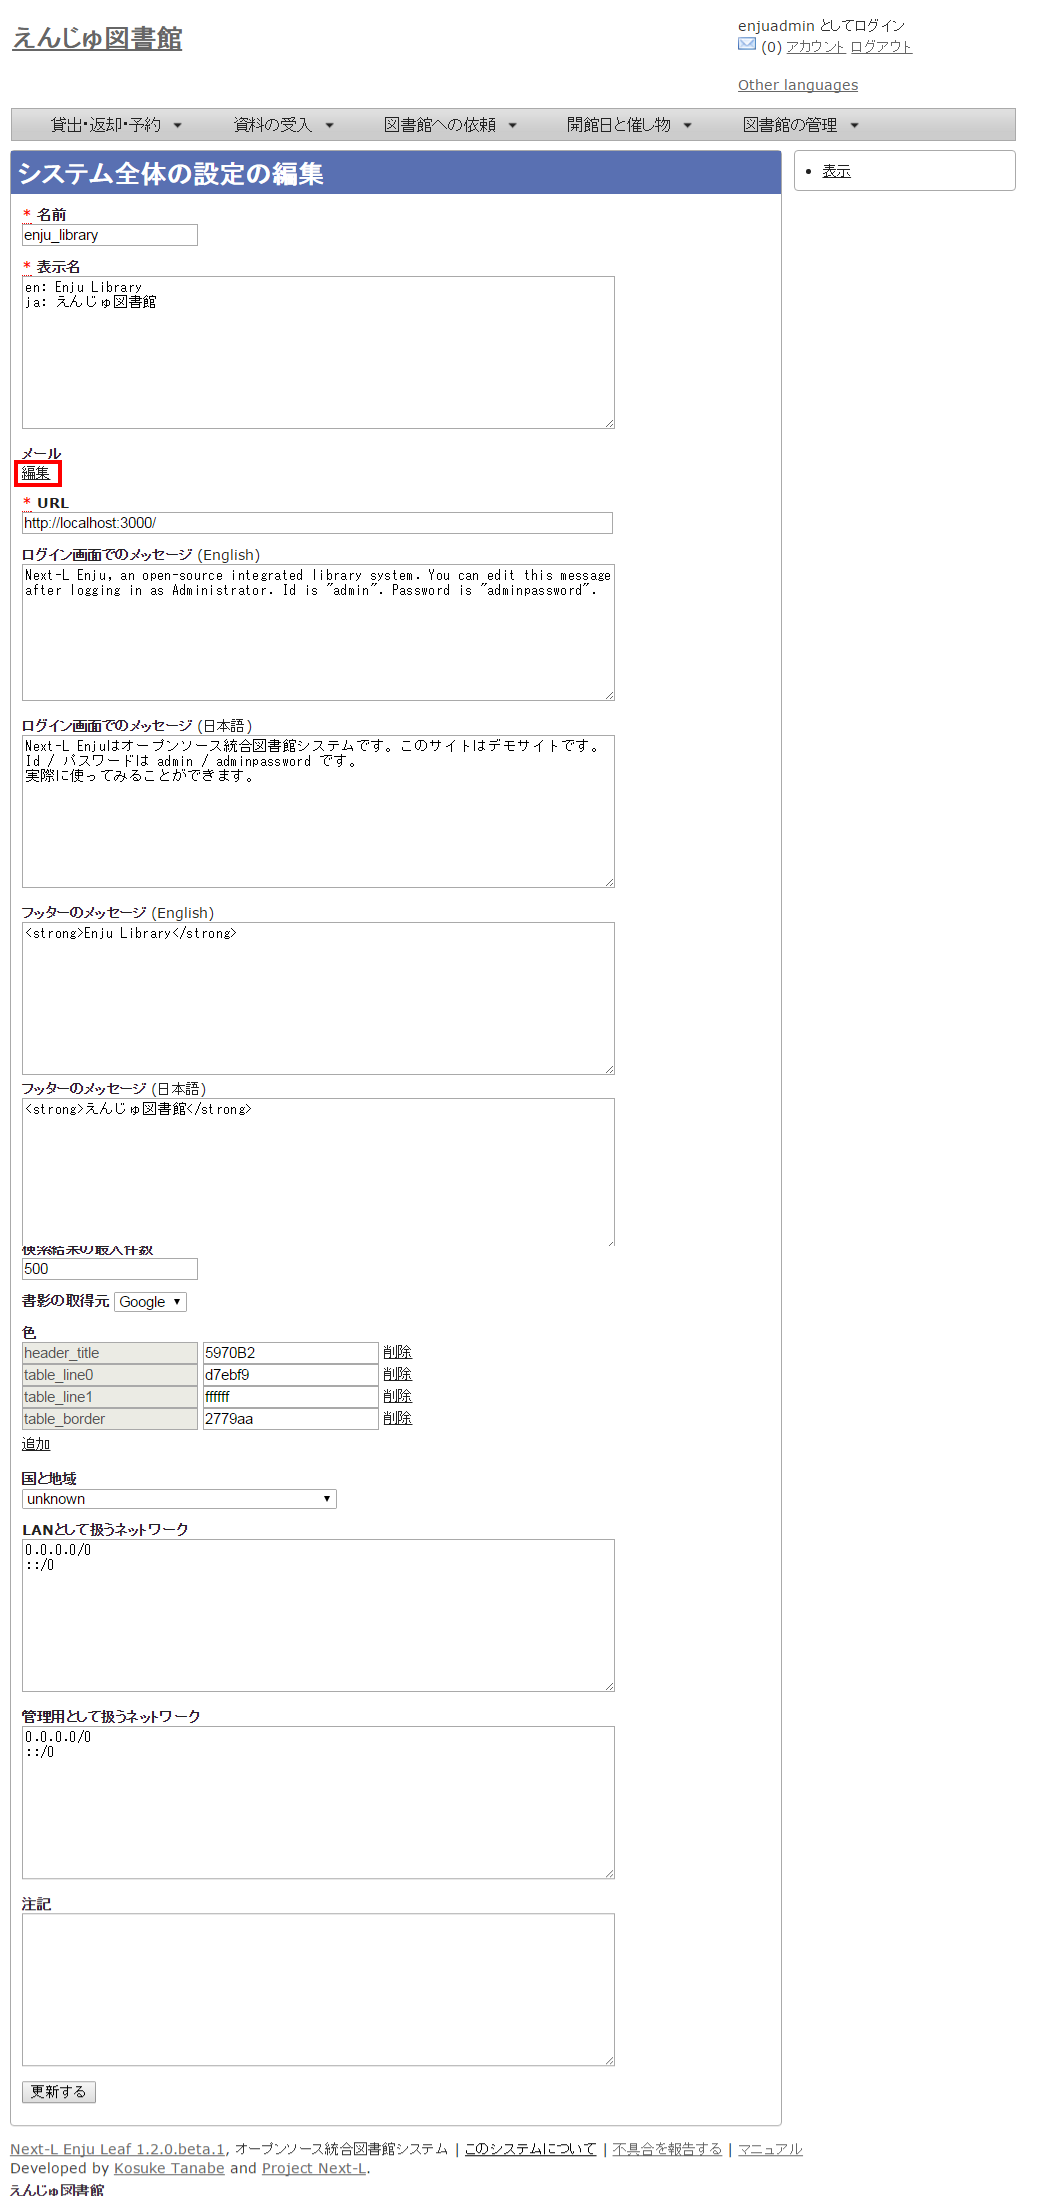 えんじゅ図書館
enjuadmin としてログイン
(0) アカウント ログアウト
Other languages
貸出・返却・予約 資料の受入 図書館への依頼 開館日と催し物 図書館の管理
システム全体の設定の編集
表示
* 名前
enju_library
* 表示名
en: Enju Library
ja: えんじゅ図書館
メール
編集
* URL
http://localhost:3000/
ログイン画面でのメッセージ (English)
Next-L Enju, an open-source integrated library system. You can edit this message
after logging in as Administrator. Id is "admin". Password is "adminpassword".
ログイン画面でのメッセージ (日本語)
Next-L Enjuはオープンソース統合図書館システムです。このサイトはデモサイトです。
Id / パスワードは admin / adminpassword です。
実際に使ってみることができます。
フッターのメッセージ (English)
<strong>Enju Library</strong>
フッターのメッセージ (日本語)
<strong>えんじゅ図書館</strong>
検索結果の最大件数
500
書影の取得元 Google
色
header_title 5970B2 削除
table_line0 d7ebf9 削除
table_line1 ffffff 削除
table_border 2779aa 削除
追加
国と地域
unknown
LANとして扱うネットワーク
0.0.0.0/0
::/0
管理用として扱うネットワーク
0.0.0.0/0
::/0
注記
更新する
Next-L Enju Leaf 1.2.0.beta.1, オープンソース統合図書館システム | このシステムについて | 不具合を報告する | マニュアル
Developed by Kosuke Tanabe and Project Next-L.
えんじゅ図書館